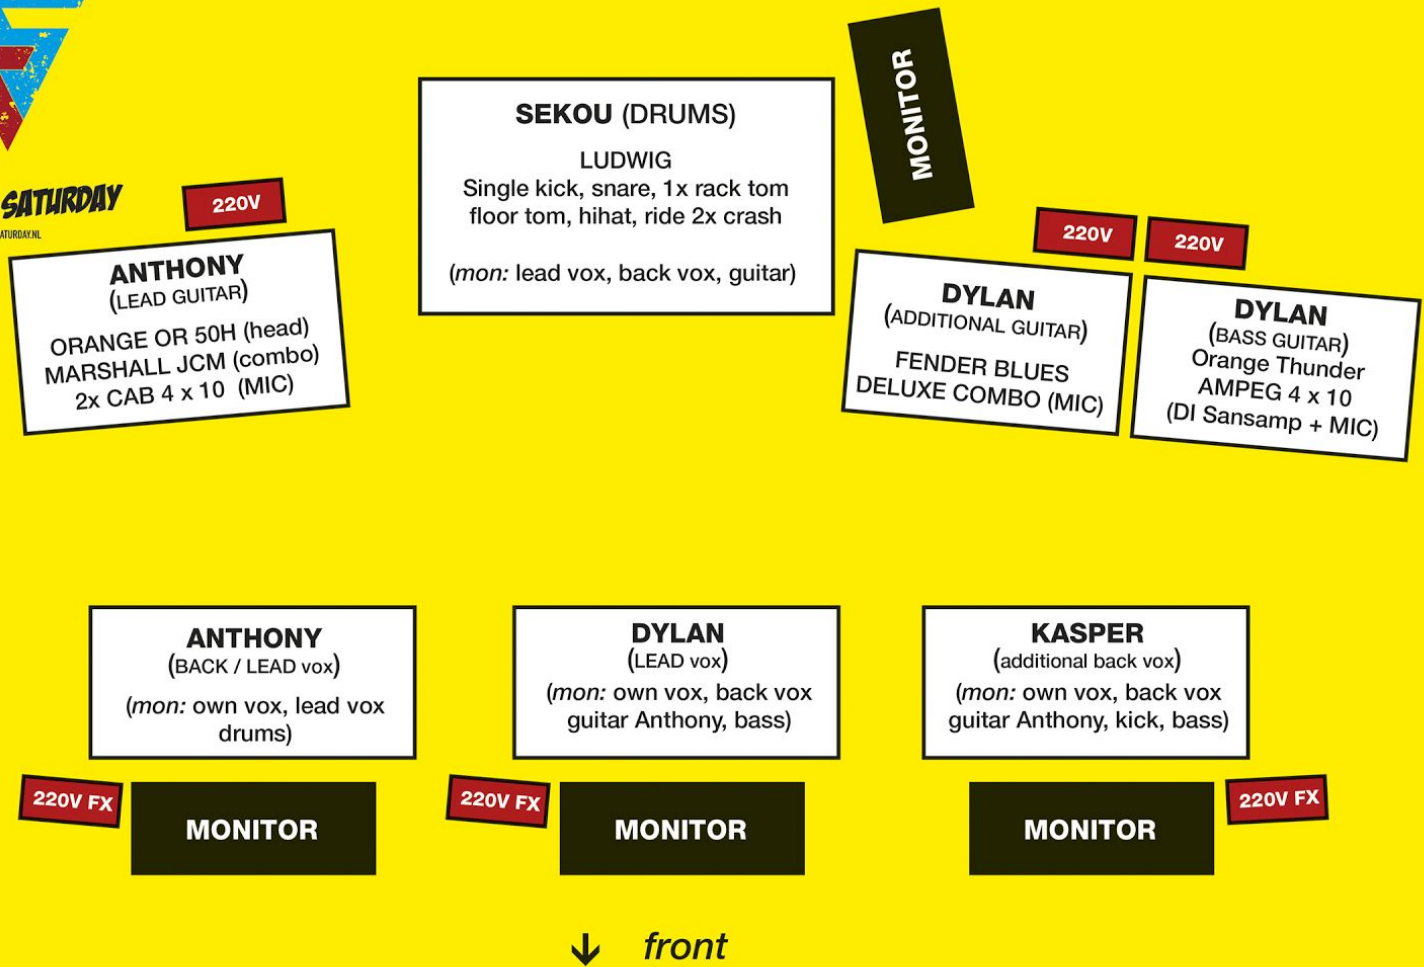 SATURDAY
ATURDAY.NL
220V
ANTHONY
(LEAD GUITAR)
ORANGE OR 50H (head)
MARSHALL JCM (combo)
2x CAB 4 x 10 (MIC)
SEKOU (DRUMS)
LUDWIG
Single kick, snare, 1x rack tom
floor tom, hihat, ride 2x crash
(mon: lead vox, back vox, guitar)
MONITOR
220V
220V
DYLAN
(ADDITIONAL GUITAR)
FENDER BLUES
DELUXE COMBO (MIC)
DYLAN
(BASS GUITAR)
Orange Thunder
AMPEG 4 x 10
(DI Sansamp + MIC)
ANTHONY
(BACK / LEAD vox)
(mon: own vox, lead vox
drums)
DYLAN
(LEAD vox)
(mon: own vox, back vox
guitar Anthony, bass)
KASPER
(additional back vox)
(mon: own vox, back vox
guitar Anthony, kick, bass)
220V FX
MONITOR
220V FX
MONITOR
MONITOR
220V FX
↓ front